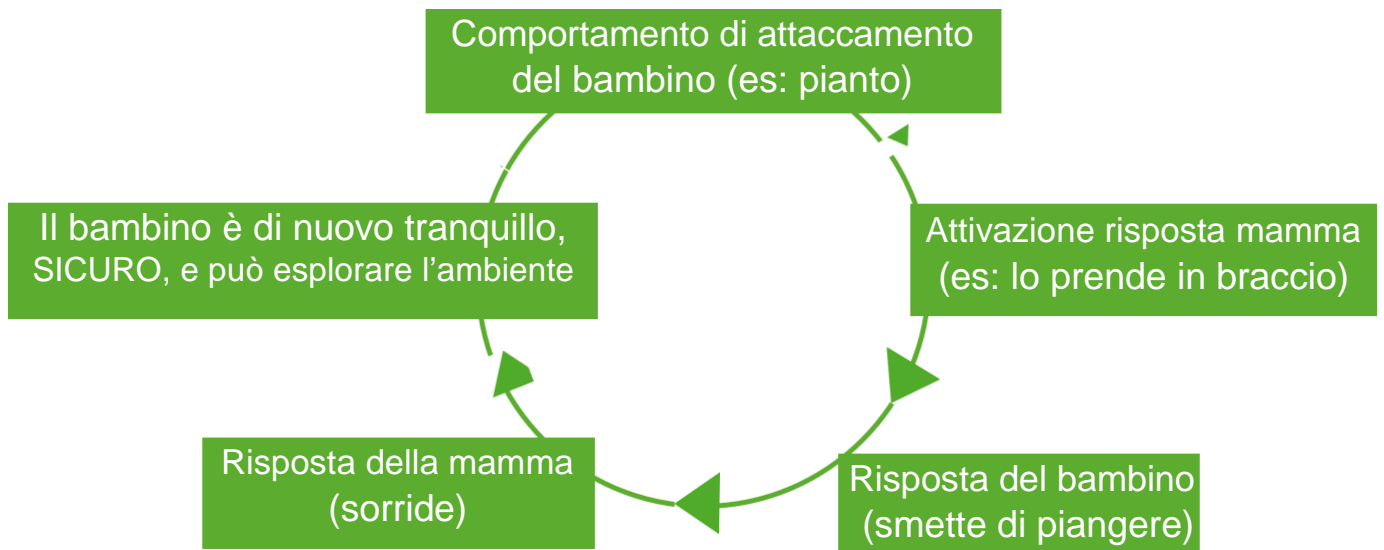 Comportamento di attaccamento
del bambino (es: pianto)
Il bambino è di nuovo tranquillo,
SICURO, e può esplorare l’ambiente
Attivazione risposta mamma
(es: lo prende in braccio)
Risposta della mamma
(sorride)
Risposta del bambino
(smette di piangere)